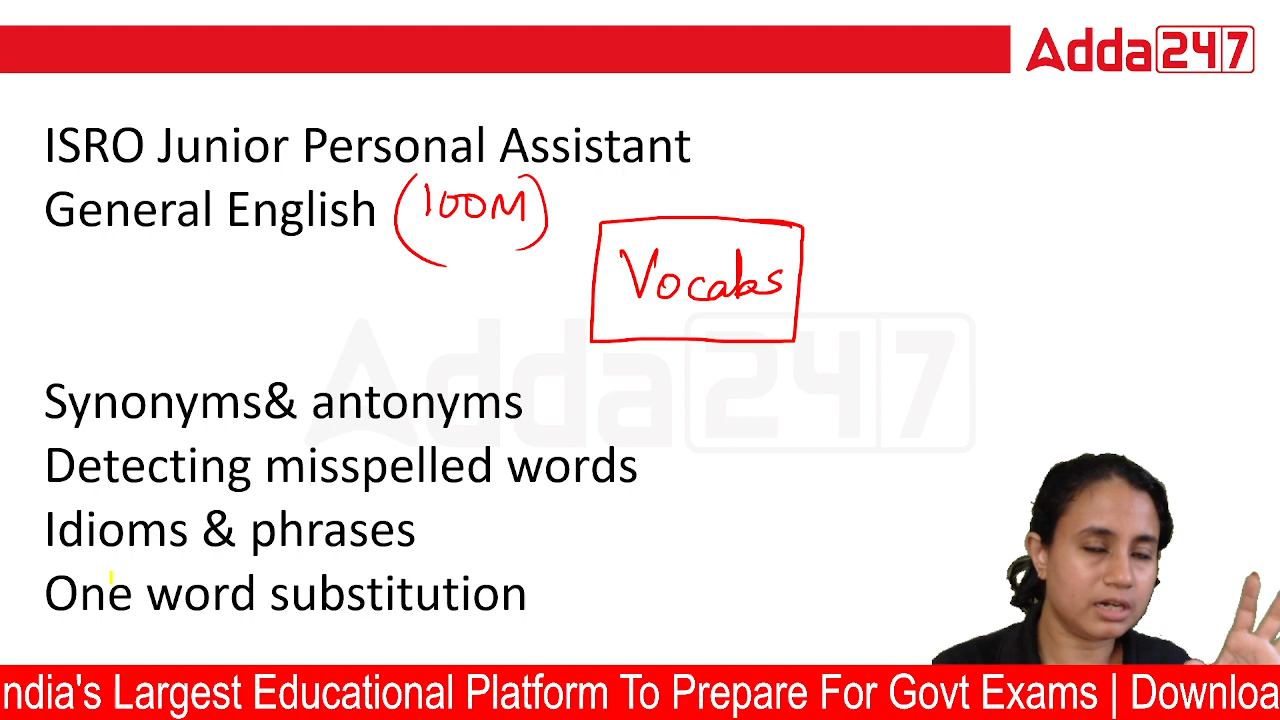 Adda247
ISRO Junior Personal Assistant
General English (100M)
Vocabs
Adda247
Synonyms& antonyms
Detecting misspelled words
Idioms & phrases
One word substitution
ndia's Largest Educational Platform To Prepare For Govt Exams | Downloa